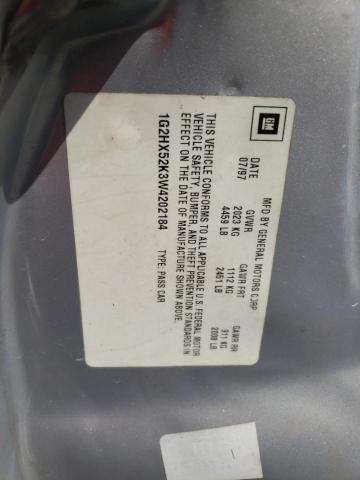 GM
MFD BY GENERAL MOTORS CORP
DATE GVWR GAWR FRT GAWR RR
07/97 2023 KG 1112 KG 911 KG
4459 LB 2451 LB 2008 LB
THIS VEHICLE CONFORMS TO ALL APPLICABLE U.S. FEDERAL MOTOR
VEHICLE SAFETY, BUMPER, AND THEFT PREVENTION STANDARDS IN
EFFECT ON THE DATE OF MANUFACTURE SHOWN ABOVE.
1G2HX52K3W4202184 TYPE: PASS CAR